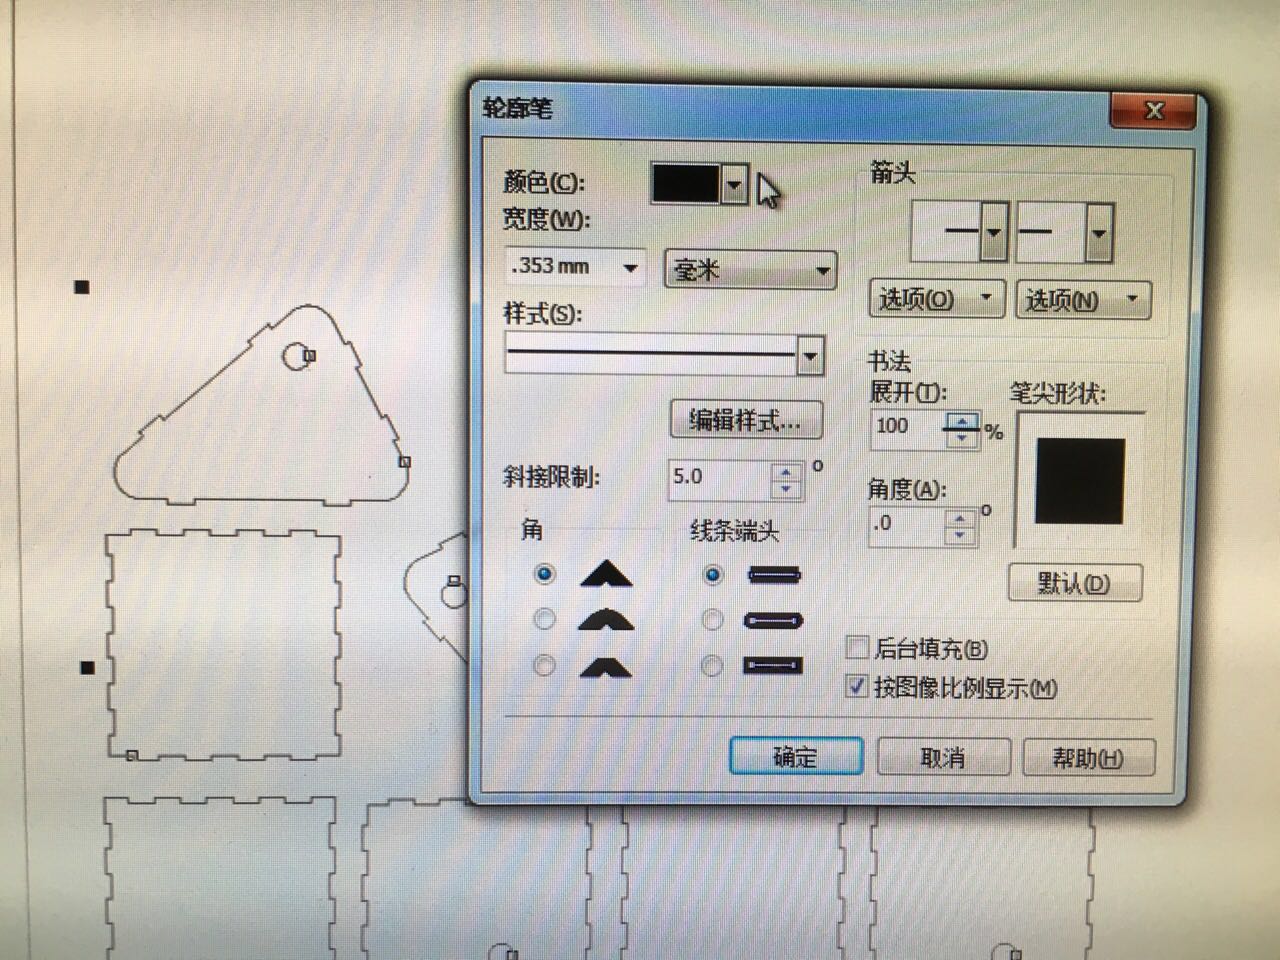 轮廓笔
颜色(C):
宽度(W):
.353 mm
毫米
样式(S):
编辑样式...
斜接限制:
5.0
°
角
线条端头
箭头
选项(O)
选项(N)
书法
展开(T):
100
%
笔尖形状:
角度(A):
.0
°
默认(D)
后台填充(B)
按图像比例显示(M)
确定
取消
帮助(H)